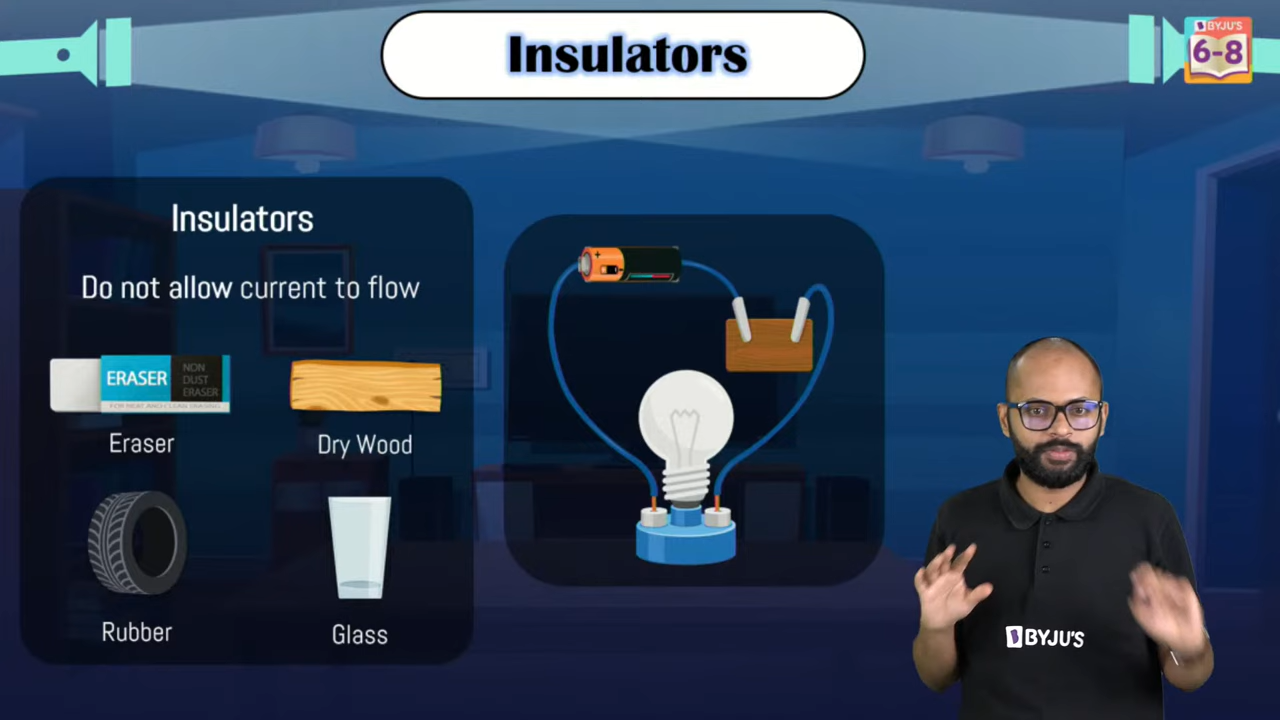 Insulators
BYJU'S
6-8
Insulators
Do not allow current to flow
ERASER
NON
DUST
ERASER
Eraser
Dry Wood
Rubber
Glass
+
BYJU'S